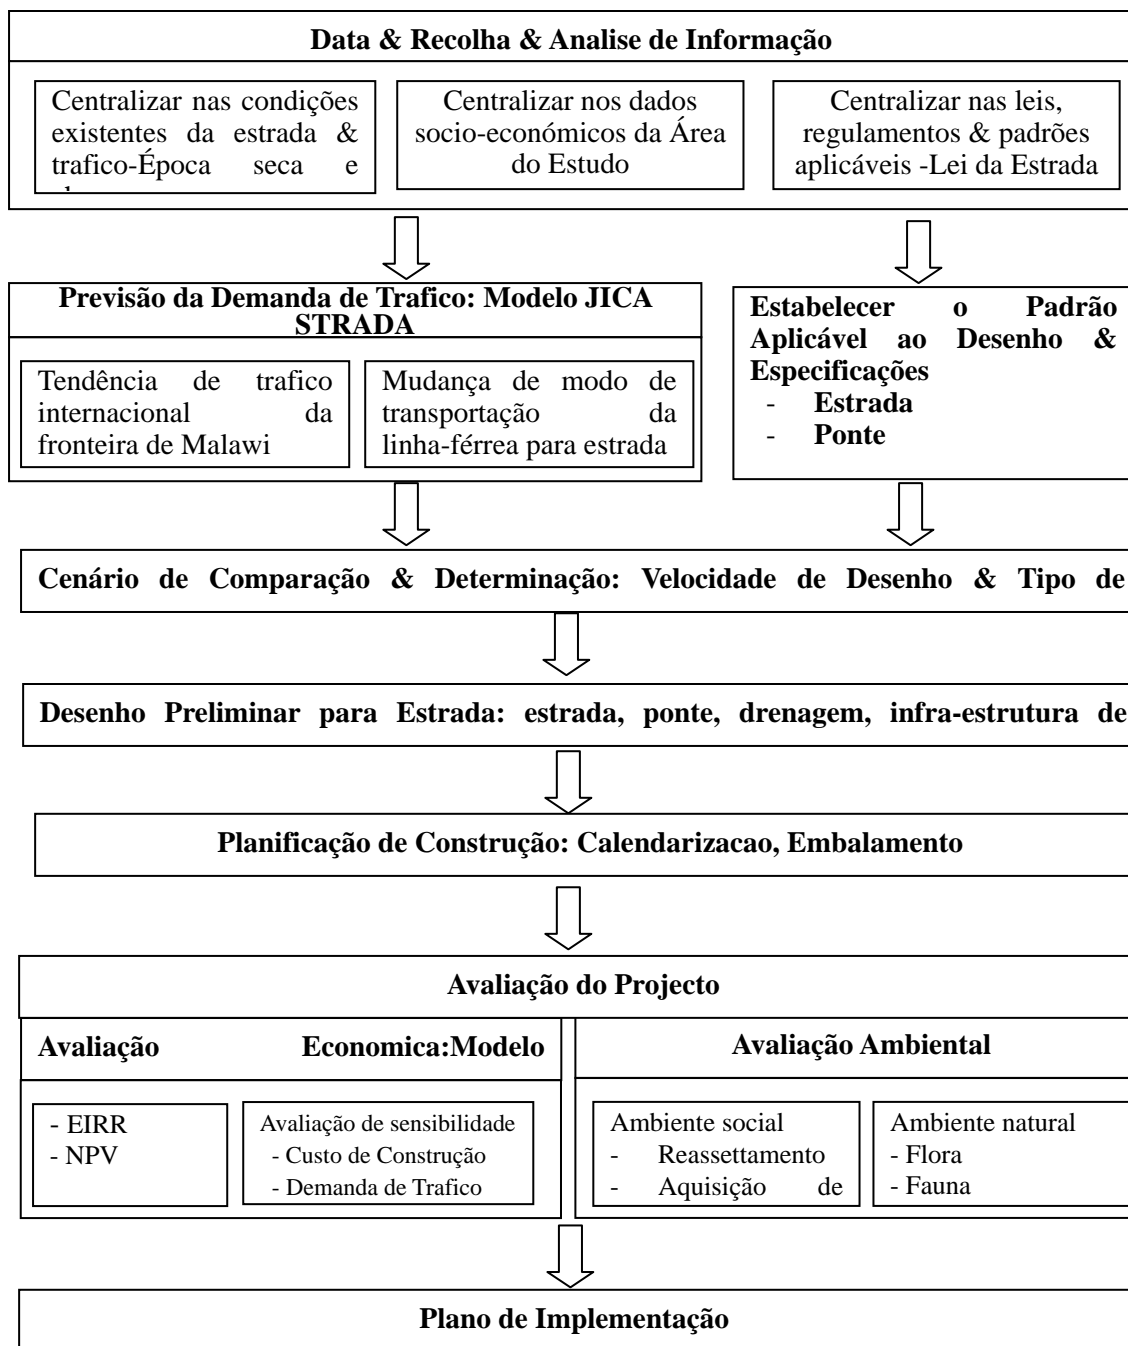 Data & Recolha & Analise de Informação
Centralizar nas condições
existentes da estrada &
trafico-Época seca e
Centralizar nos dados
socio-económicos da Área
do Estudo
Centralizar nas leis,
regulamentos & padrões
aplicáveis -Lei da Estrada
Previsão da Demanda de Trafico: Modelo JICA
STRADA
Tendência de trafico
internacional da
fronteira de Malawi
Mudança de modo de
transportação da
linha-férrea para estrada
Estabelecer o Padrão
Aplicável ao Desenho &
Especificações
- Estrada
- Ponte
Cenário de Comparação & Determinação: Velocidade de Desenho & Tipo de
Desenho Preliminar para Estrada: estrada, ponte, drenagem, infra-estrutura de
Planificação de Construção: Calendarizacao, Embalamento
Avaliação do Projecto
Avaliação Economica:Modelo
- EIRR
- NPV
Avaliação de sensibilidade
- Custo de Construção
- Demanda de Trafico
Avaliação Ambiental
Ambiente social
- Reassettamento
- Aquisição de
Ambiente natural
- Flora
- Fauna
Plano de Implementação